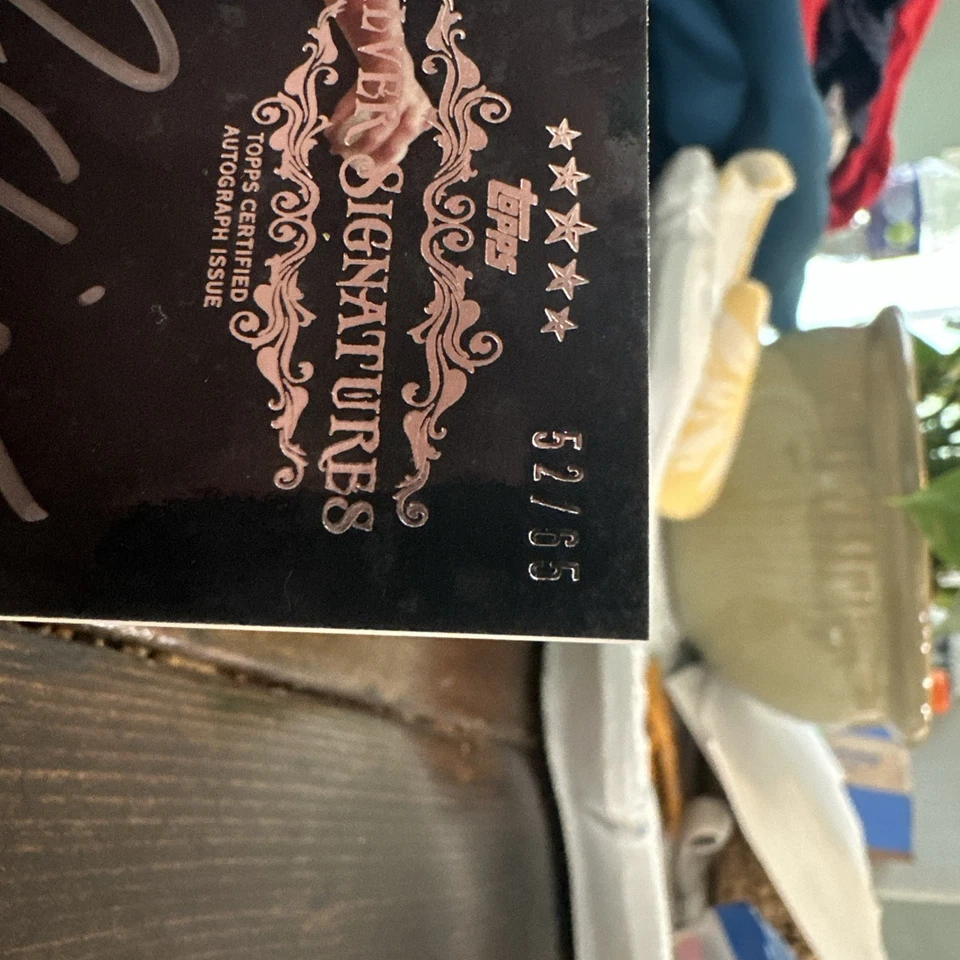 SIGNATURES
TOPPS CERTIFIED
AUTOGRAPH ISSUE
topps
52/65